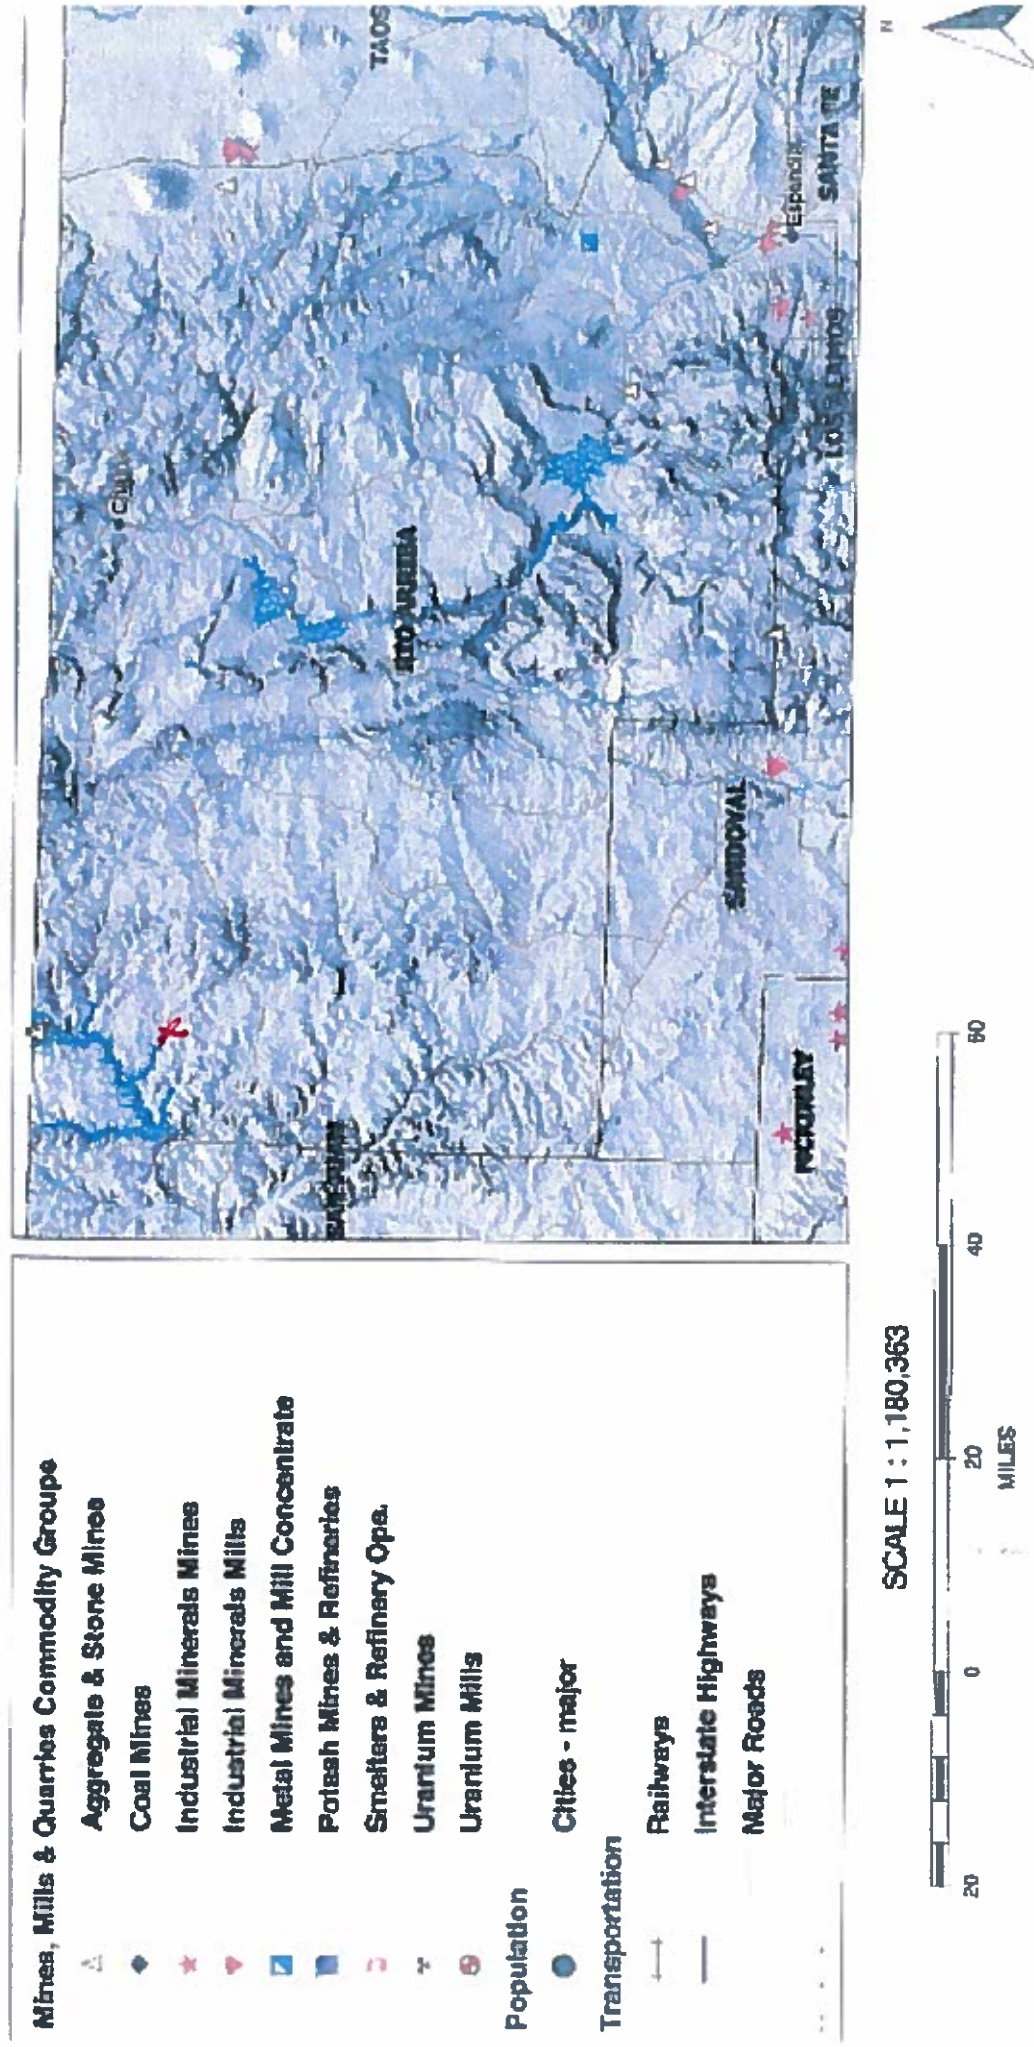 Mines, Mills & Quarries Commodity Groups
Aggregate & Stone Mines
Coal Mines
Industrial Minerals Mines
Industrial Minerals Mills
Metal Mines and Mill Concentrate
Potash Mines & Refineries
Smelters & Refinery Ops.
Uranium Mines
Uranium Mills
Population
Cities - major
Transportation
Railways
Interstate Highways
Major Roads
TAOS
RIO ARRIBA
SAN JUAN
SANDOVAL
MCKINLEY
LOS ALAMOS
Espanola
SANTA FE
N
SCALE 1 : 1,180,363
20 0 20 40 60
MILES